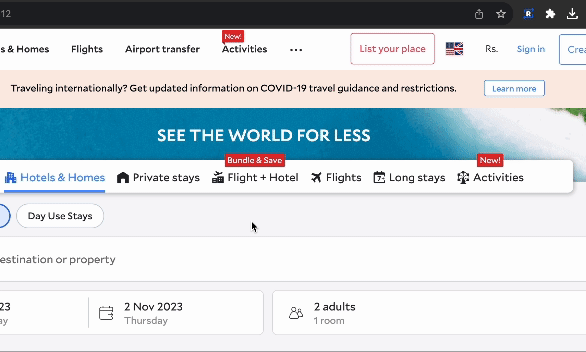 12
R
s & Homes Flights Airport transfer New! Activities ••• List your place Rs. Sign in Crea
Traveling internationally? Get updated information on COVID-19 travel guidance and restrictions. Learn more
SEE THE WORLD FOR LESS
Bundle & Save New!
Hotels & Homes Private stays Flight + Hotel Flights Long stays Activities
Day Use Stays
estination or property
23 2 Nov 2023 2 adults
ay Thursday 1 room